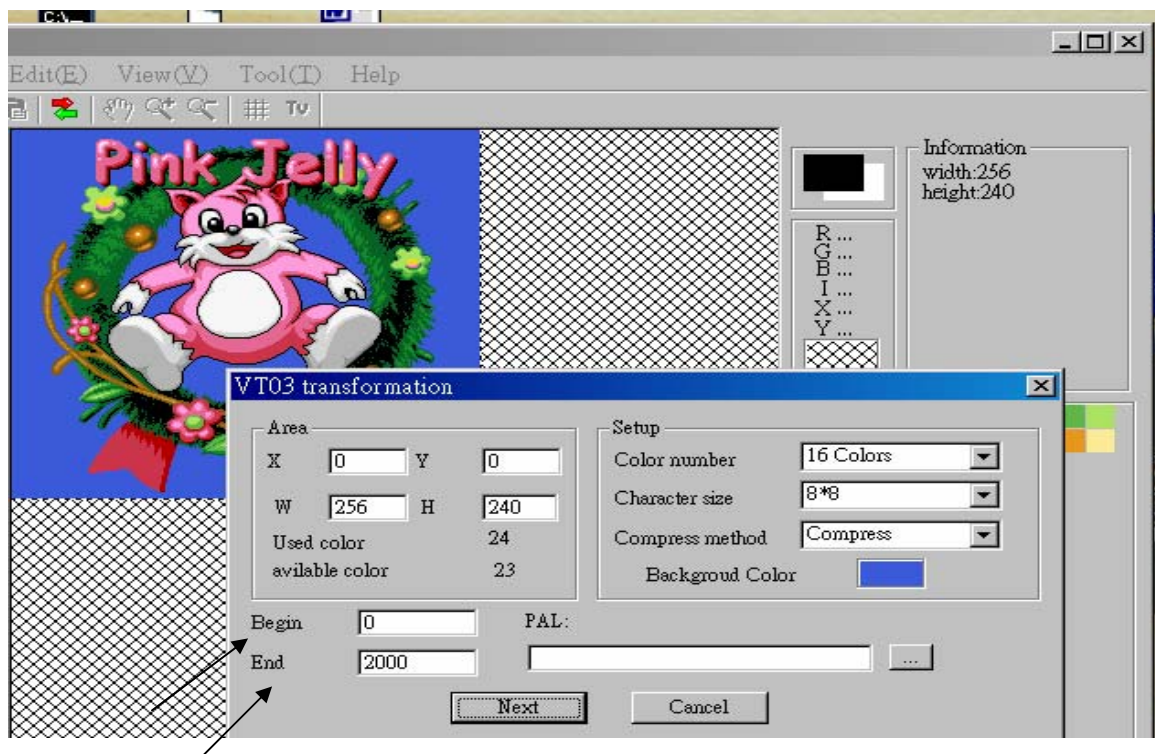 C:\_
Edit(E) View(V) Tool(T) Help
TV
Pink Jelly
Information
width:256
height:240
R ...
G ...
B ...
I ...
X ...
Y ...
VT03 transformation
Area
X 0 Y 0
W 256 H 240
Used color 24
avilable color 23
Setup
Color number 16 Colors
Character size 8*8
Compress method Compress
Backgroud Color
Begin 0
End 2000
PAL:
...
Next Cancel